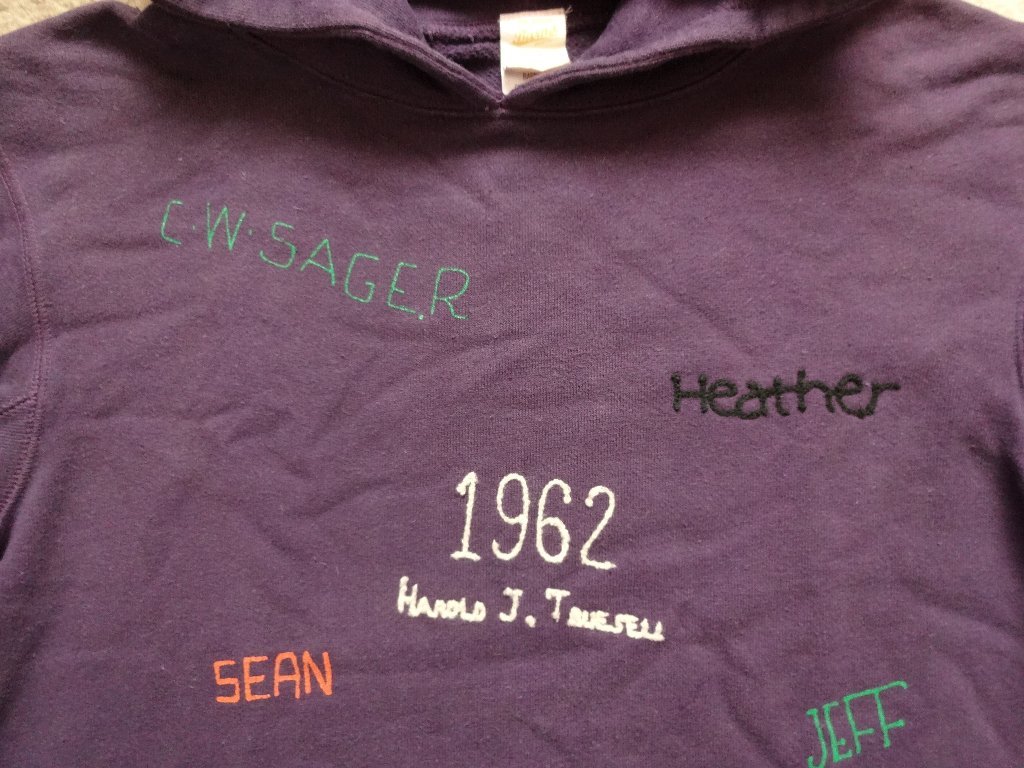 C.W.SAGER
Heather
1962
HAROLD J. TRUESELL
SEAN
JEFF